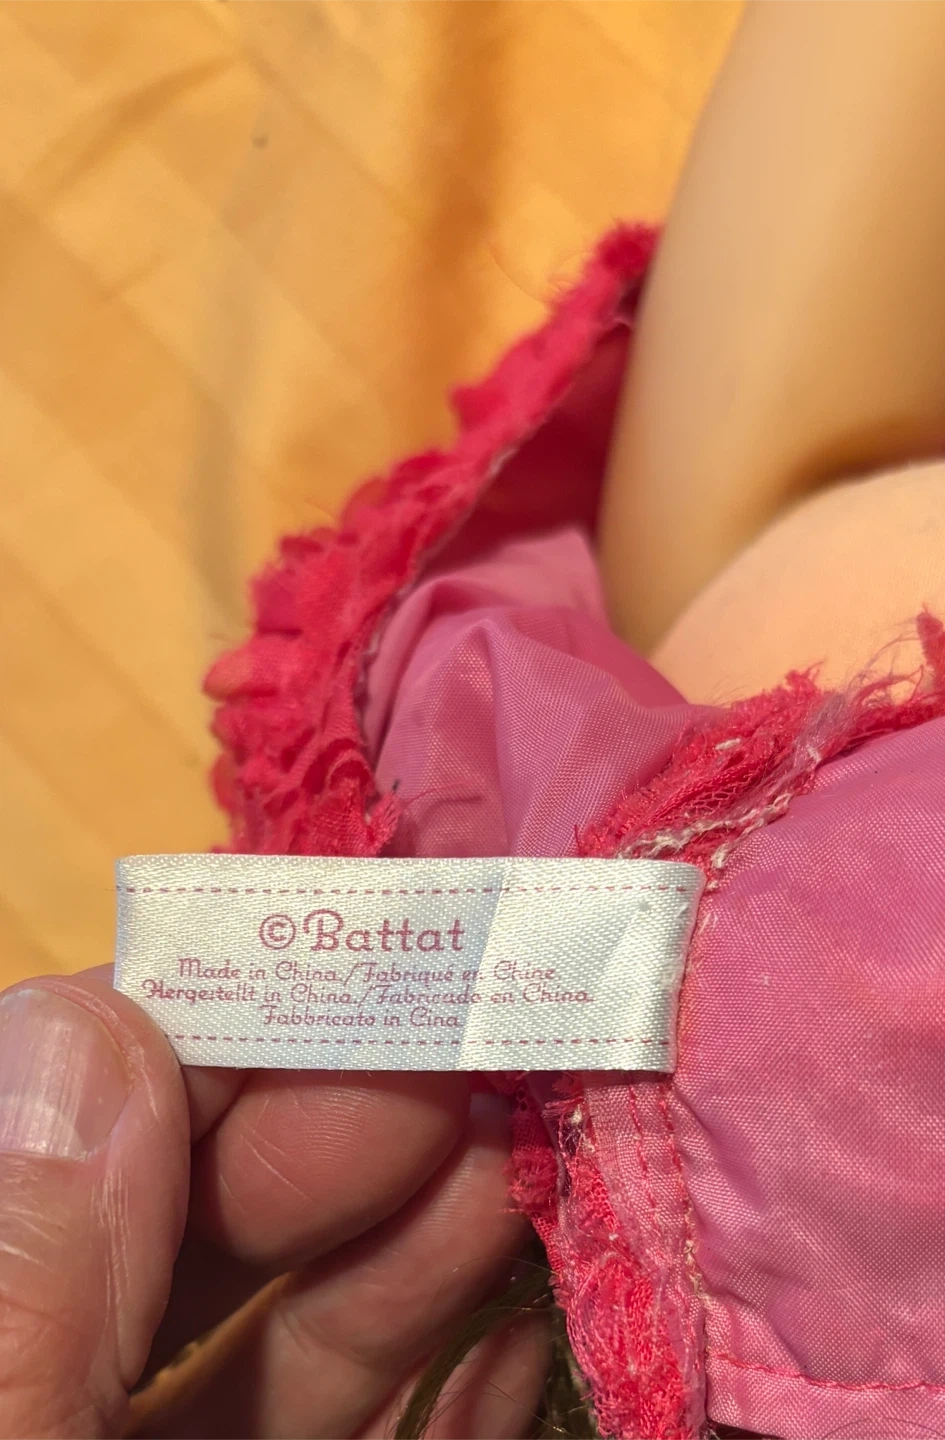 © Battat
Made in China./Fabriqué en Chine
Hergestellt in China./Fabricado en China.
Fabbricato in Cina.